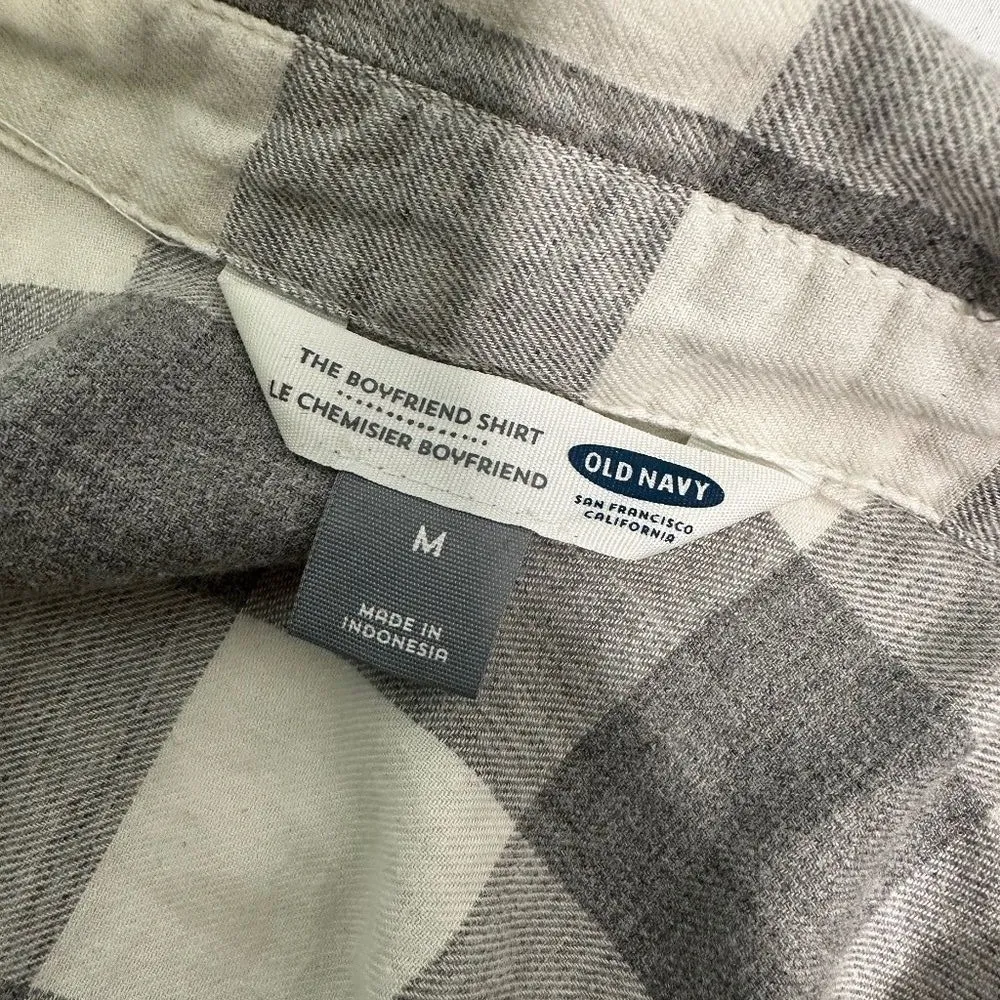 THE BOYFRIEND SHIRT
LE CHEMISIER BOYFRIEND
OLD NAVY
SAN FRANCISCO
CALIFORNIA
M
MADE IN
INDONESIA